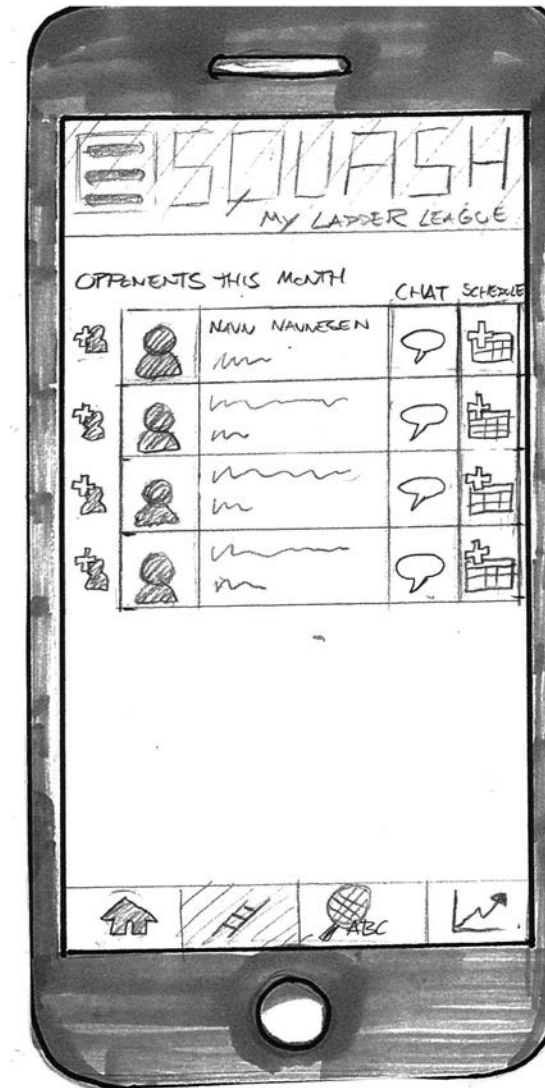 SQUASH
MY LADDER LEAGUE
OPPENENTS THIS MONTH
CHAT SCHEDULE
NAVN NAVNESEN
ABC